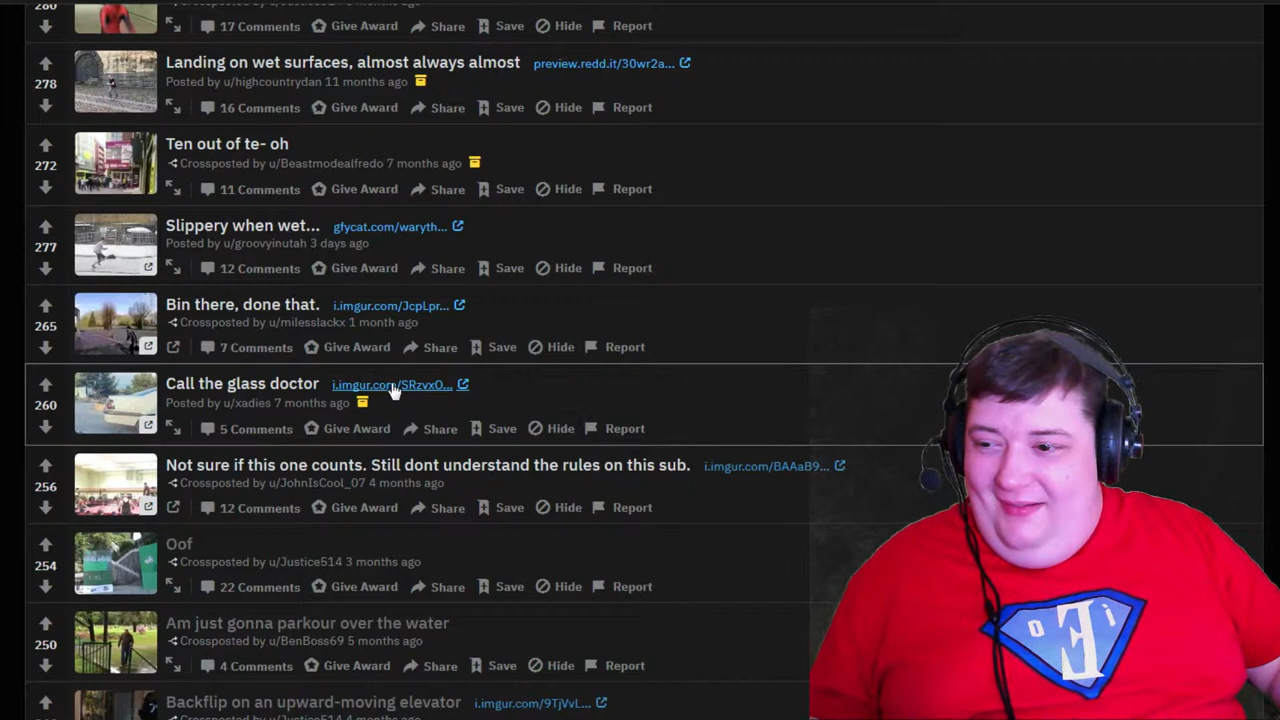 280
17 Comments Give Award Share Save Hide Report
Landing on wet surfaces, almost always almost preview.redd.it/30wr2a...
278
Posted by u/highcountrydan 11 months ago
16 Comments Give Award Share Save Hide Report
Ten out of te- oh
272
Crossposted by u/Beastmodealfredo 7 months ago
11 Comments Give Award Share Save Hide Report
Slippery when wet... gfycat.com/waryth...
277
Posted by u/groovyinutah 3 days ago
12 Comments Give Award Share Save Hide Report
Bin there, done that. i.imgur.com/JcpLpr...
265
Crossposted by u/milesslackx 1 month ago
7 Comments Give Award Share Save Hide Report
Call the glass doctor i.imgur.com/SRzvxO...
260
Posted by u/xadies 7 months ago
5 Comments Give Award Share Save Hide Report
Not sure if this one counts. Still dont understand the rules on this sub. i.imgur.com/BAAaB9...
256
Crossposted by u/JohnIsCool_07 4 months ago
12 Comments Give Award Share Save Hide Report
Oof
254
Crossposted by u/Justice514 3 months ago
22 Comments Give Award Share Save Hide Report
Am just gonna parkour over the water
250
Crossposted by u/BenBoss69 5 months ago
4 Comments Give Award Share Save Hide Report
Backflip on an upward-moving elevator i.imgur.com/9TjVvL...